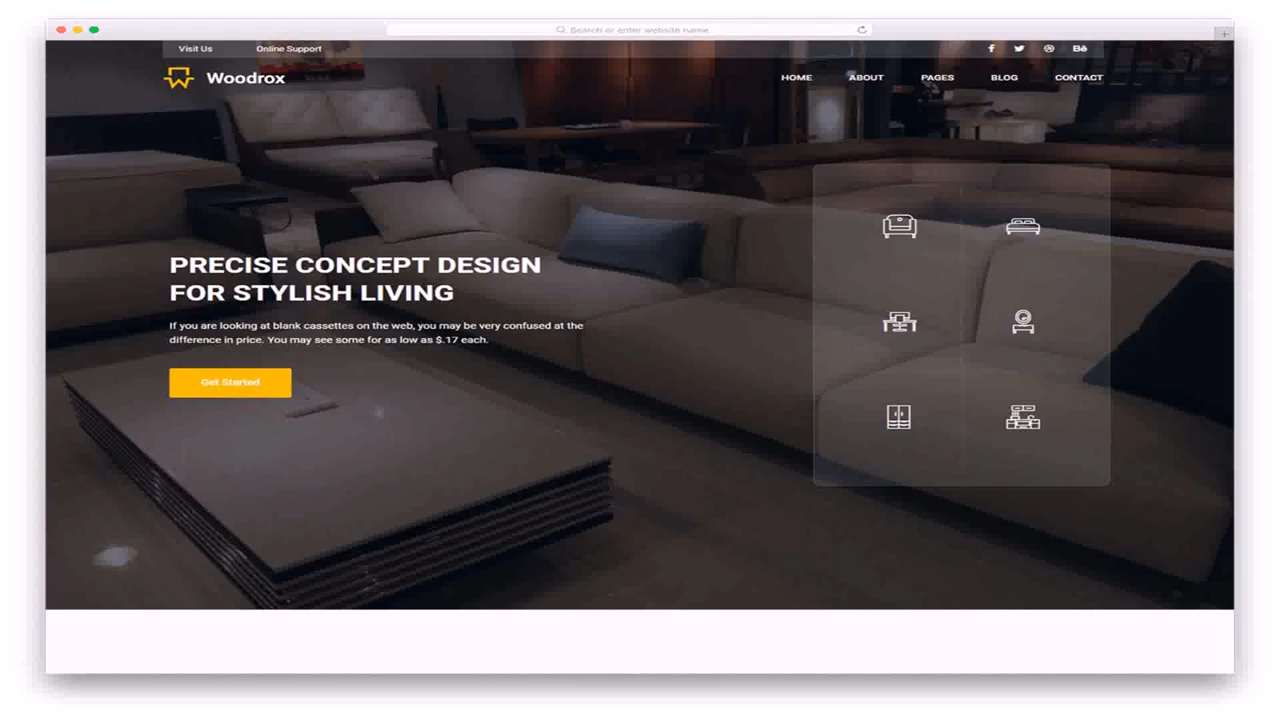 Search or enter website name
Visit Us Online Support
Woodrox
HOME ABOUT PAGES BLOG CONTACT
PRECISE CONCEPT DESIGN
FOR STYLISH LIVING
If you are looking at blank cassettes on the web, you may be very confused at the
difference in price. You may see some for as low as $.17 each.
Get Started